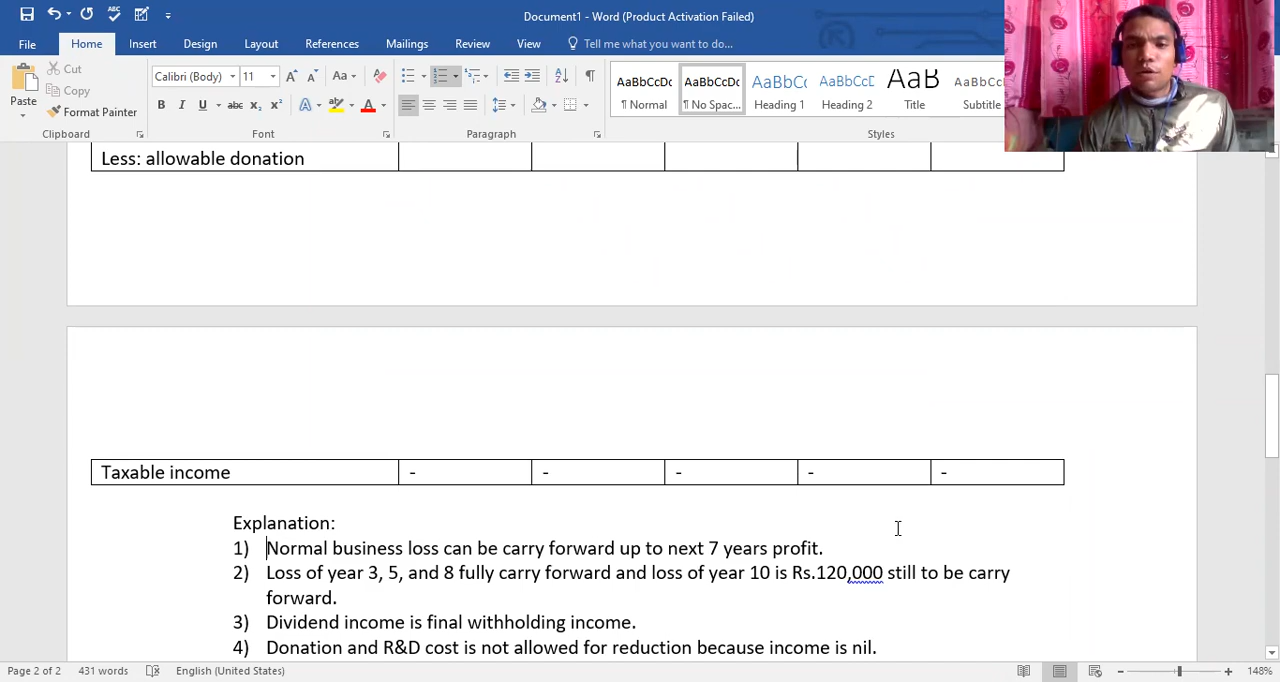 Document1 - Word (Product Activation Failed)
File Home Insert Design Layout References Mailings Review View Tell me what you want to do...
Paste
Cut
Copy
Format Painter
Clipboard
Calibri (Body) 11
Font
Paragraph
AaBbCcDc AaBbCcDc AaBbCc AaBbCcD AaB AaBbCcD
¶ Normal ¶ No Spac... Heading 1 Heading 2 Title Subtitle
Styles
Less: allowable donation
Taxable income - - - - -
Explanation:
1) Normal business loss can be carry forward up to next 7 years profit.
2) Loss of year 3, 5, and 8 fully carry forward and loss of year 10 is Rs.120,000 still to be carry
forward.
3) Dividend income is final withholding income.
4) Donation and R&D cost is not allowed for reduction because income is nil.
Page 2 of 2 431 words English (United States) 148%